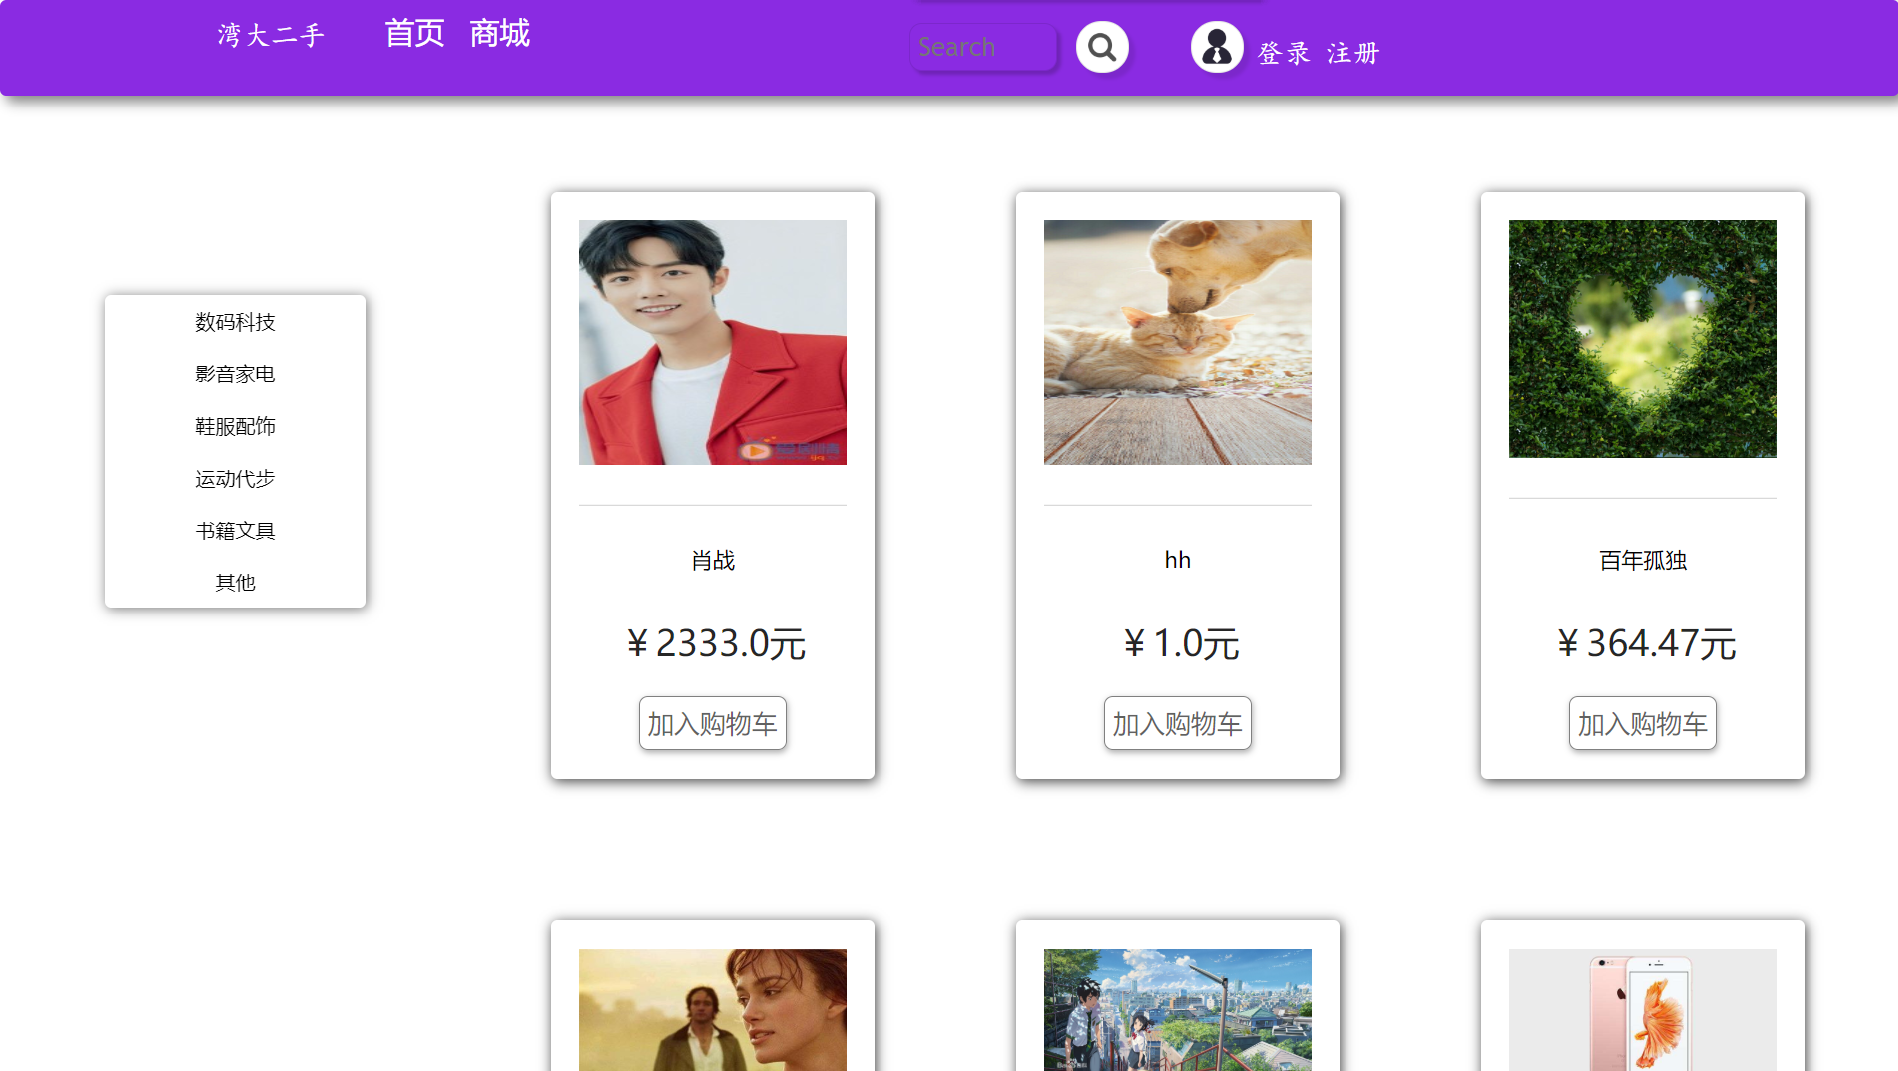 湾大二手 首页 商城 Search 登录 注册
数码科技
影音家电
鞋服配饰
运动代步
书籍文具
其他
肖战
¥ 2333.0元
加入购物车
hh
¥ 1.0元
加入购物车
百年孤独
¥ 364.47元
加入购物车